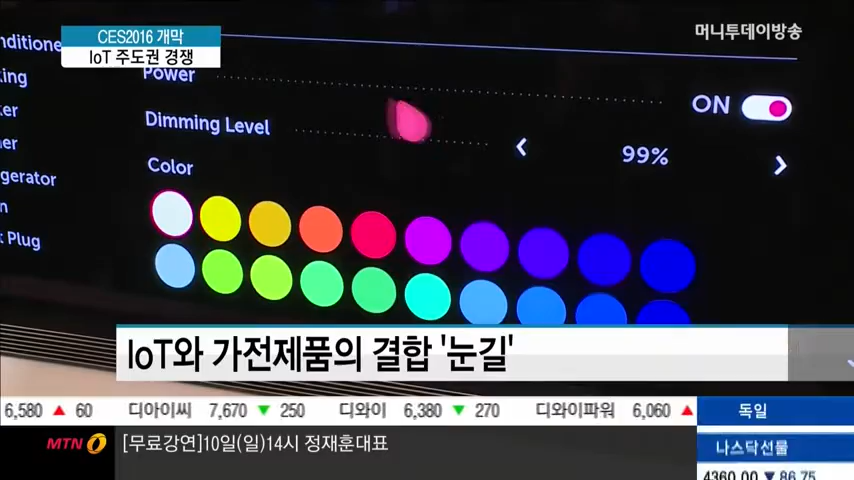 CES2016 개막
IoT 주도권 경쟁
머니투데이방송
Power
ON
Dimming Level
99%
Color
Plug
IoT와 가전제품의 결합 '눈길'
6,580 ▲ 60 디아이씨 7,670 ▼ 250 디와이 6,380 ▼ 270 디와이파워 6,060 ▲
독일
MTN
[무료강연]10일(일)14시 정재훈대표
나스닥선물
4360.00 ▼ 86.75